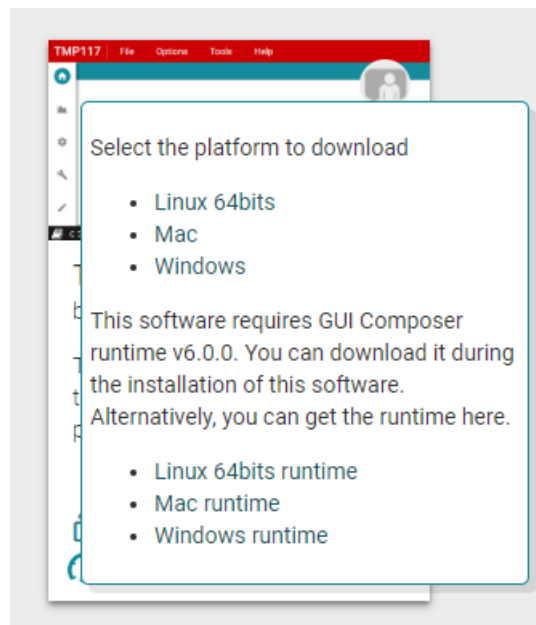 TMP117 File Options Tools Help
Select the platform to download
Linux 64bits
Mac
Windows
This software requires GUI Composer
runtime v6.0.0. You can download it during
the installation of this software.
Alternatively, you can get the runtime here.
Linux 64bits runtime
Mac runtime
Windows runtime